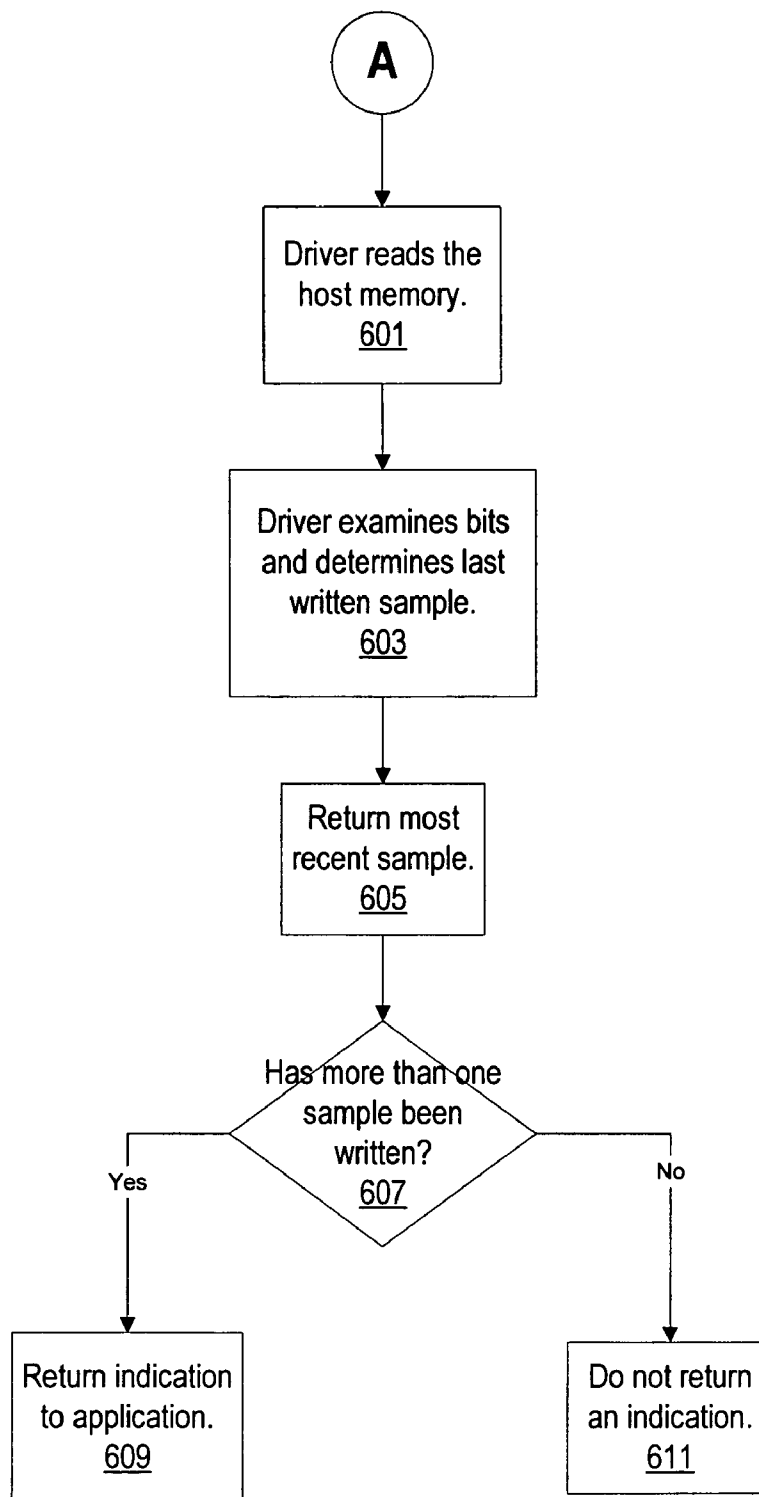 A
Driver reads the
host memory.
601
Driver examines bits
and determines last
written sample.
603
Return most
recent sample.
605
Has more than one
sample been
written?
607
Yes
No
Return indication
to application.
609
Do not return
an indication.
611